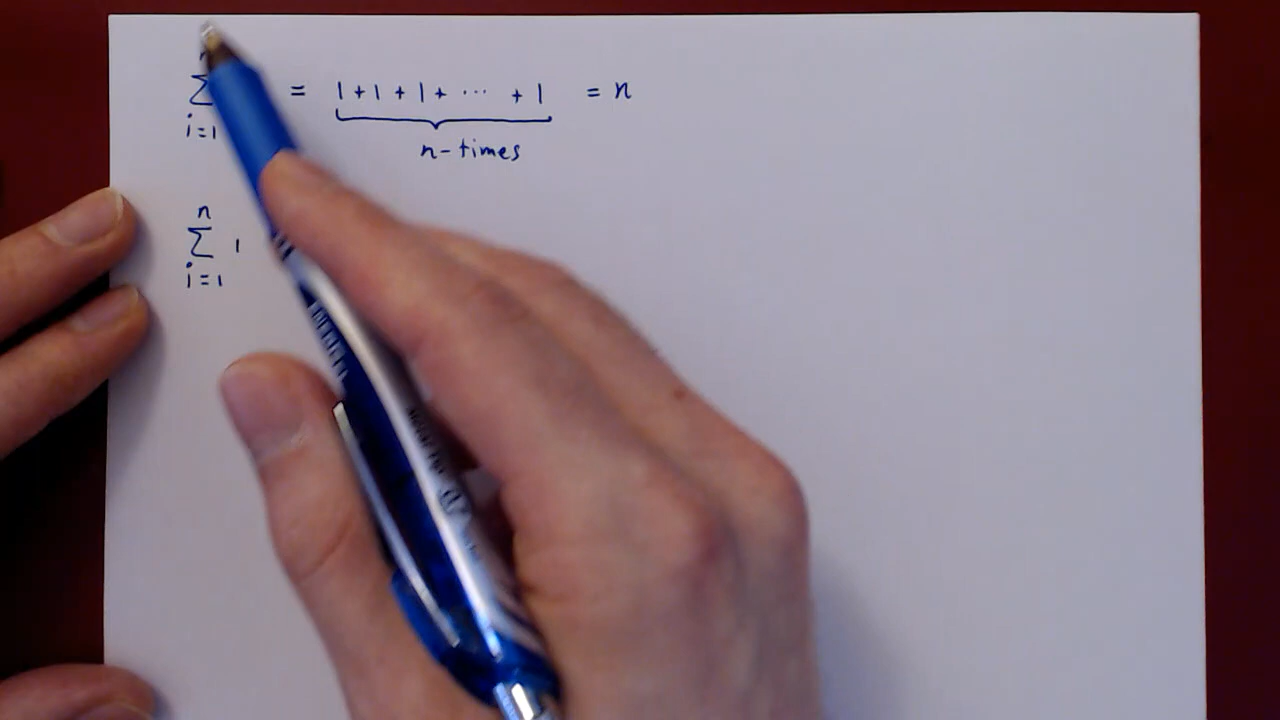 n
Σ = 1 + 1 + 1 + ... + 1 = n
i = 1
n - times
n
Σ 1
i = 1